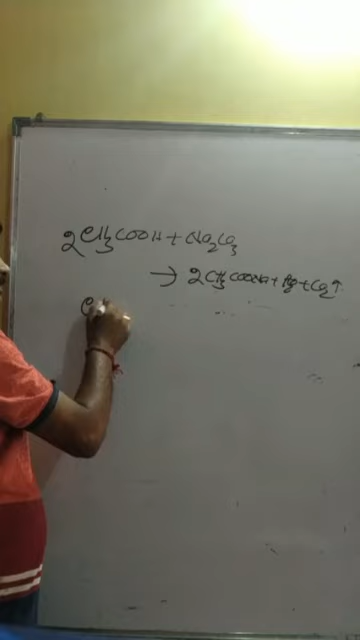 2CH₃COOH + Na₂CO₃
→ 2CH₃COONa + H₂O + CO₂↑
C